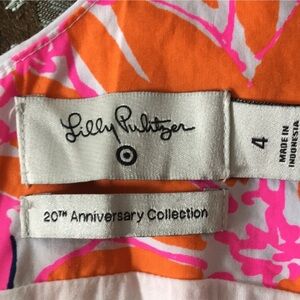 Lilly Pulitzer
4
MADE IN
INDONESIA
20TH Anniversary Collection